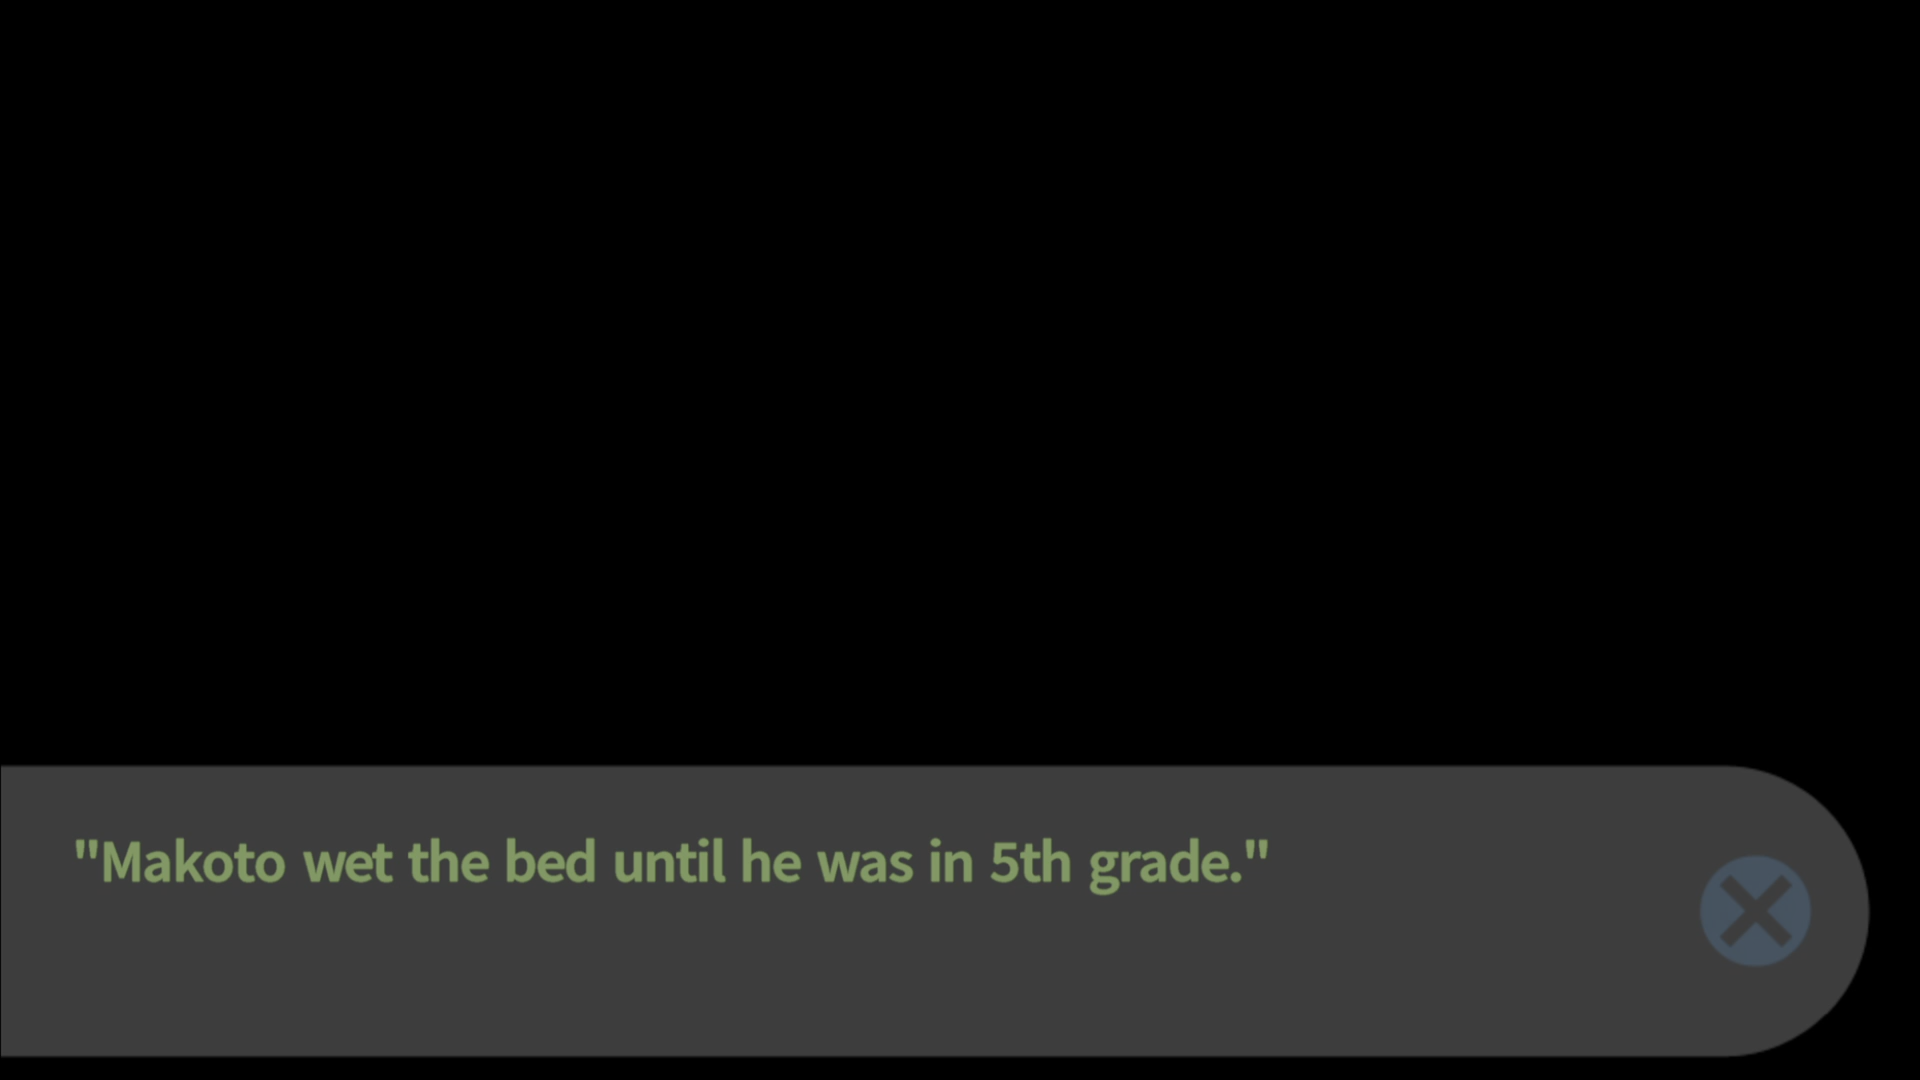 "Makoto wet the bed until he was in 5th grade."